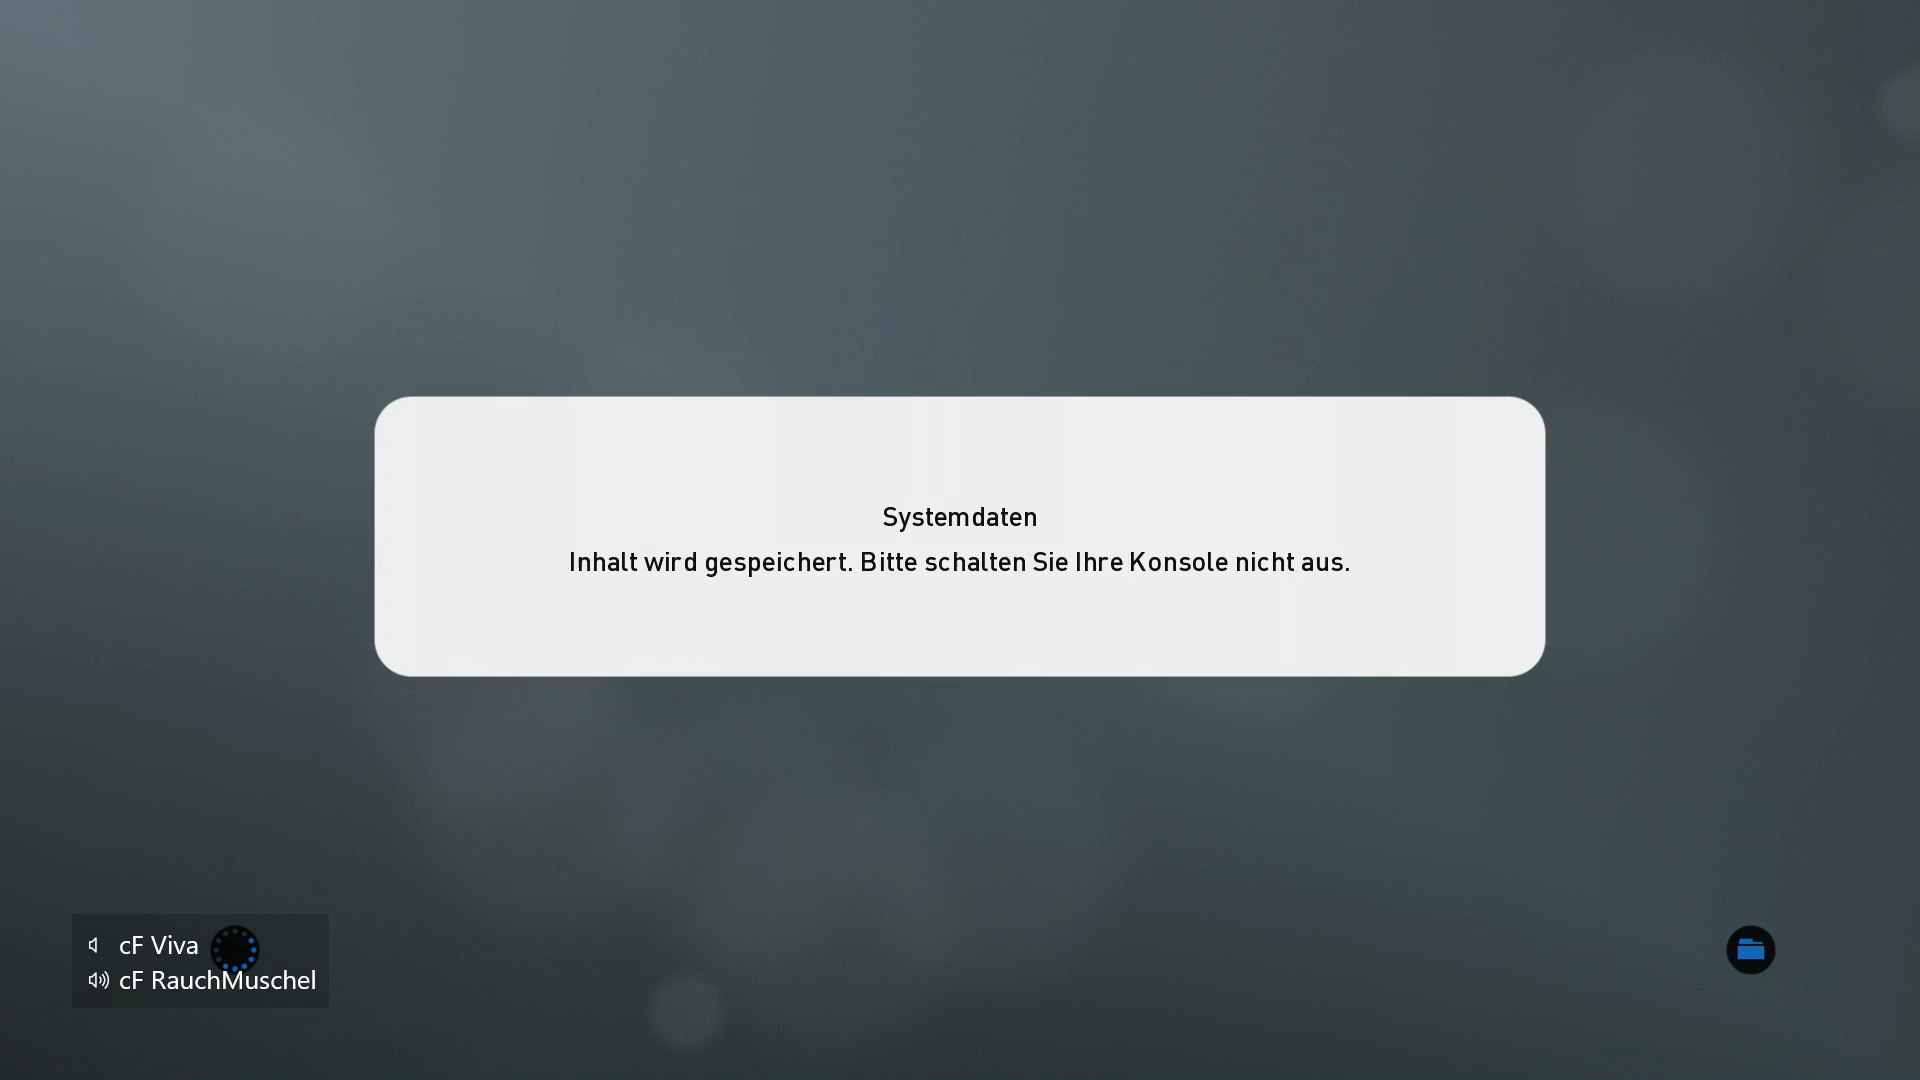 Systemdaten
Inhalt wird gespeichert. Bitte schalten Sie Ihre Konsole nicht aus.
cF Viva
cF RauchMuschel